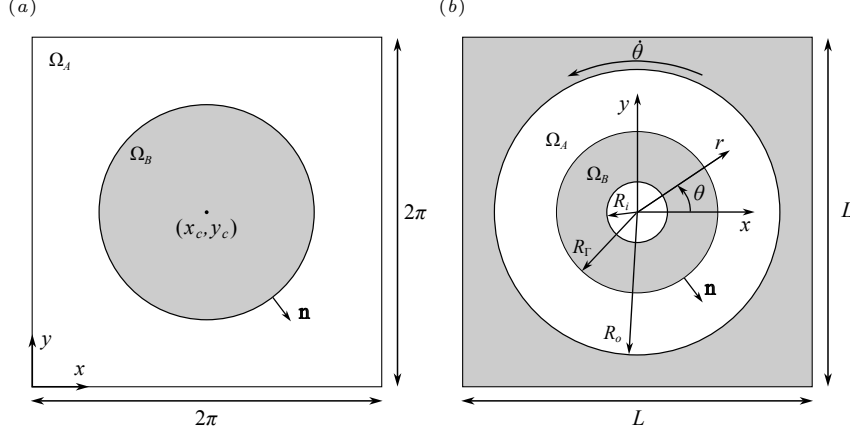 (a)
(b)
Ω_A
Ω_B
(x_c, y_c)
n
y
x
2π
2π
θ̇
y
r
Ω_A
Ω_B
θ
R_i
x
R_Γ
n
R_o
L
L